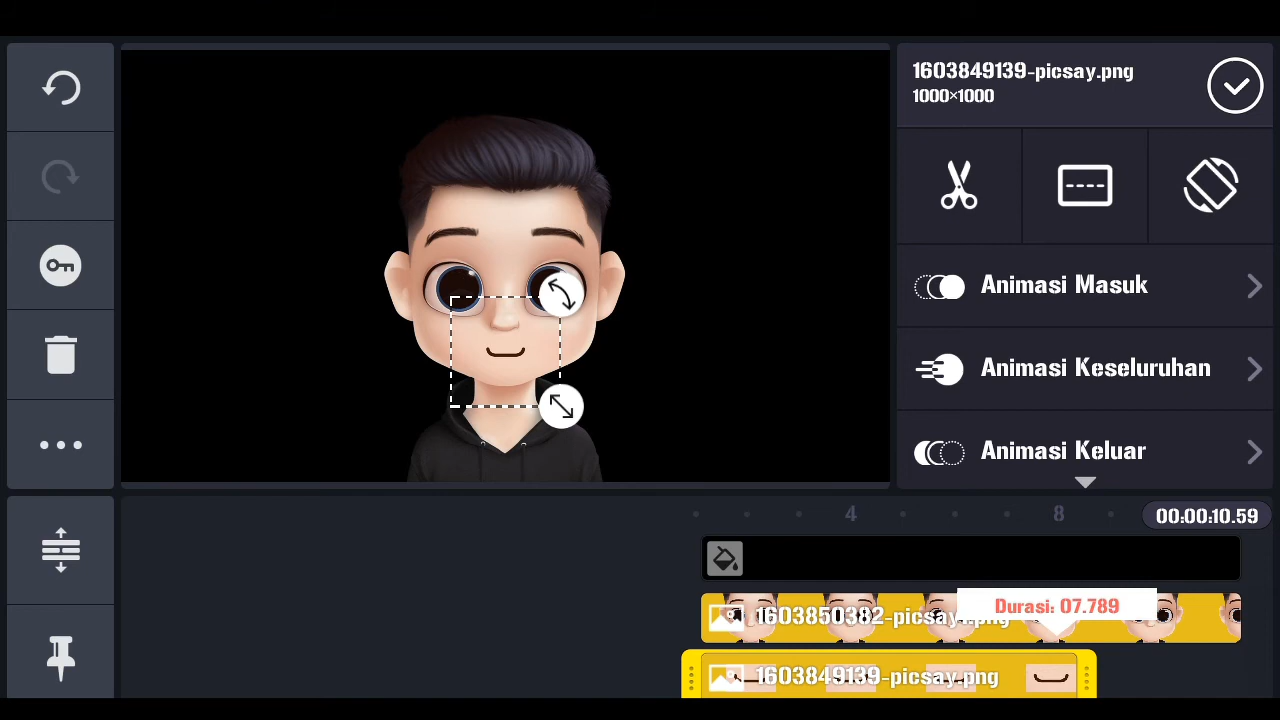 1603849139-picsay.png
1000×1000
Animasi Masuk
Animasi Keseluruhan
Animasi Keluar
4
8
00:00:10.59
1603850382-picsay.png
Durasi: 07.789
1603849139-picsay.png